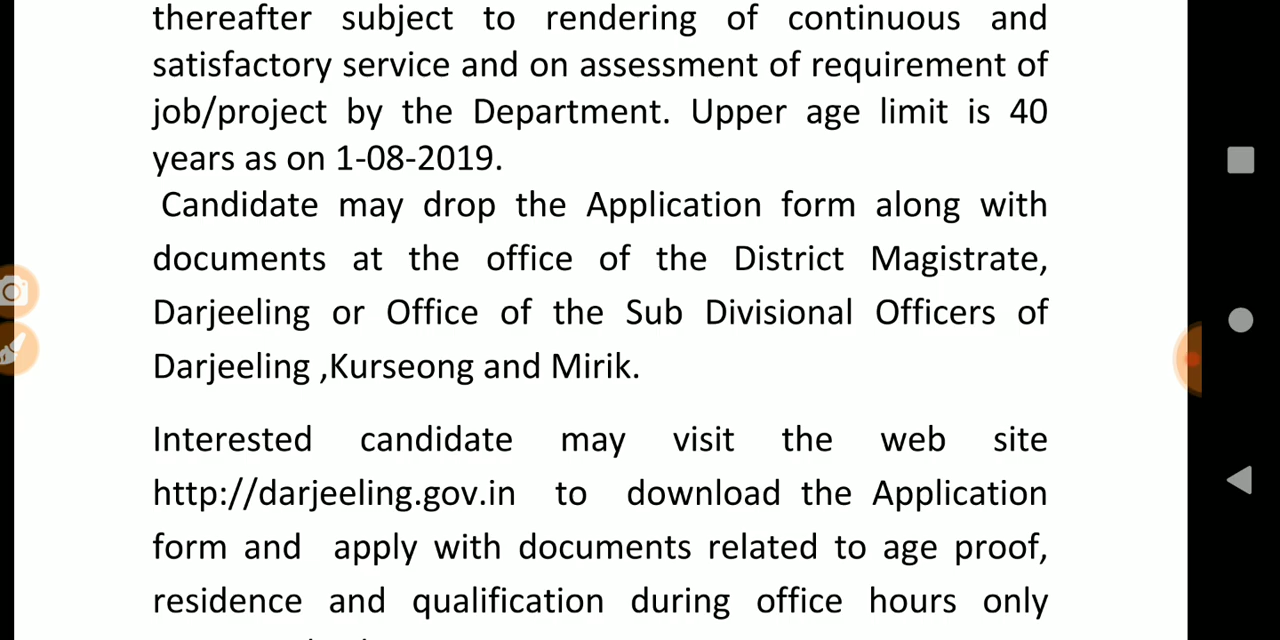 thereafter subject to rendering of continuous and
satisfactory service and on assessment of requirement of
job/project by the Department. Upper age limit is 40
years as on 1-08-2019.
Candidate may drop the Application form along with
documents at the office of the District Magistrate,
Darjeeling or Office of the Sub Divisional Officers of
Darjeeling ,Kurseong and Mirik.
Interested candidate may visit the web site
http://darjeeling.gov.in to download the Application
form and apply with documents related to age proof,
residence and qualification during office hours only